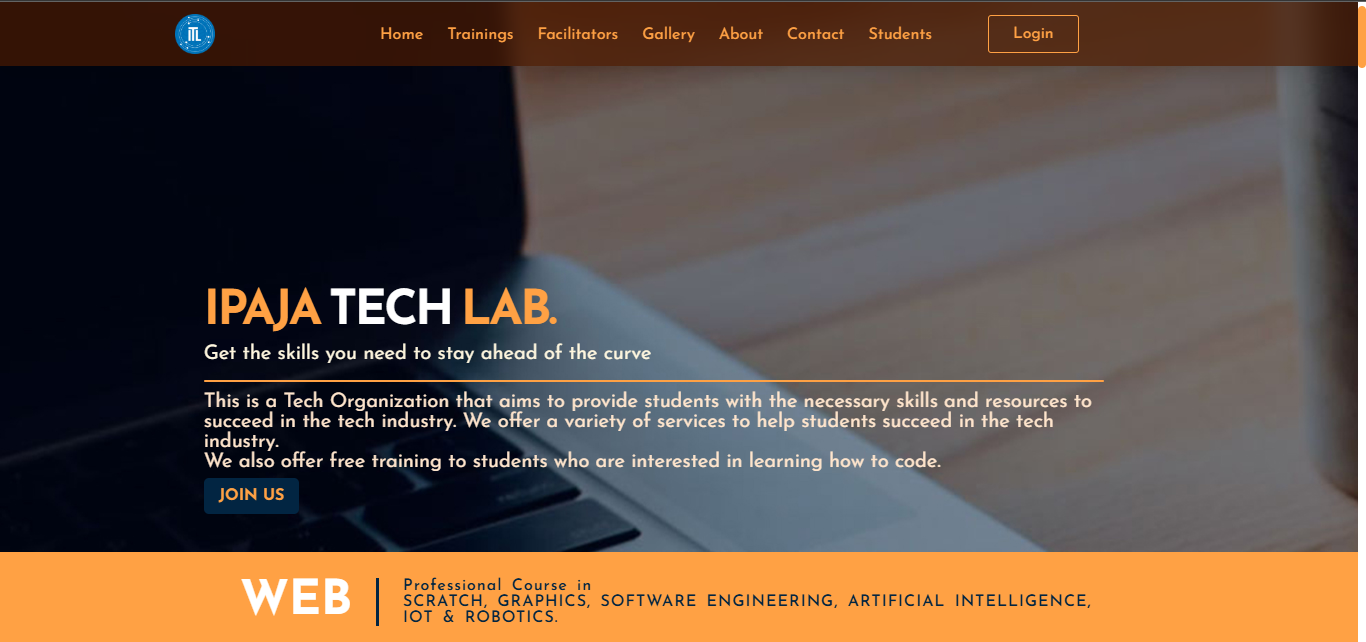 ITL
Home Trainings Facilitators Gallery About Contact Students Login
IPAJA TECH LAB.
Get the skills you need to stay ahead of the curve
This is a Tech Organization that aims to provide students with the necessary skills and resources to
succeed in the tech industry. We offer a variety of services to help students succeed in the tech
industry.
We also offer free training to students who are interested in learning how to code.
JOIN US
WEB
Professional Course in
SCRATCH, GRAPHICS, SOFTWARE ENGINEERING, ARTIFICIAL INTELLIGENCE,
IOT & ROBOTICS.